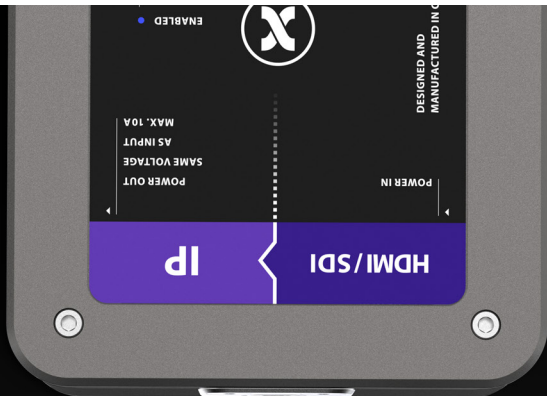 HDMI/SDI
IP
POWER IN
POWER OUT
SAME VOLTAGE
AS INPUT
MAX. 10A
ENABLED
DESIGNED AND
MANUFACTURED IN